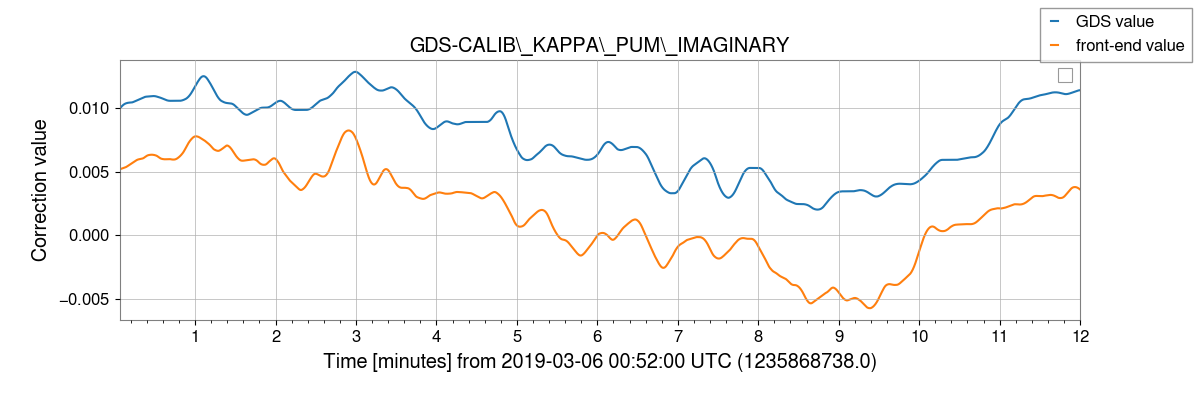 GDS value
front-end value
GDS-CALIB\_KAPPA\_PUM\_IMAGINARY
Correction value
0.010
0.005
0.000
−0.005
1 2 3 4 5 6 7 8 9 10 11 12
Time [minutes] from 2019-03-06 00:52:00 UTC (1235868738.0)